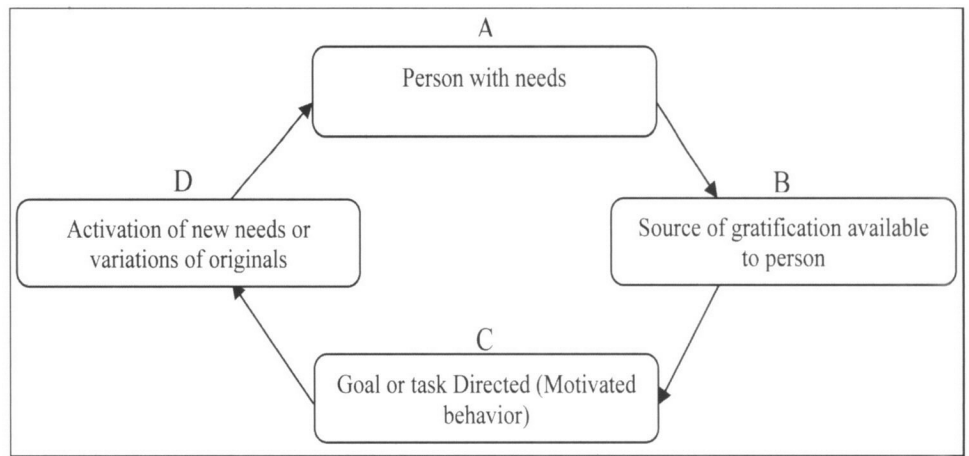 A
Person with needs
D
B
Activation of new needs or
variations of originals
Source of gratification available
to person
C
Goal or task Directed (Motivated
behavior)